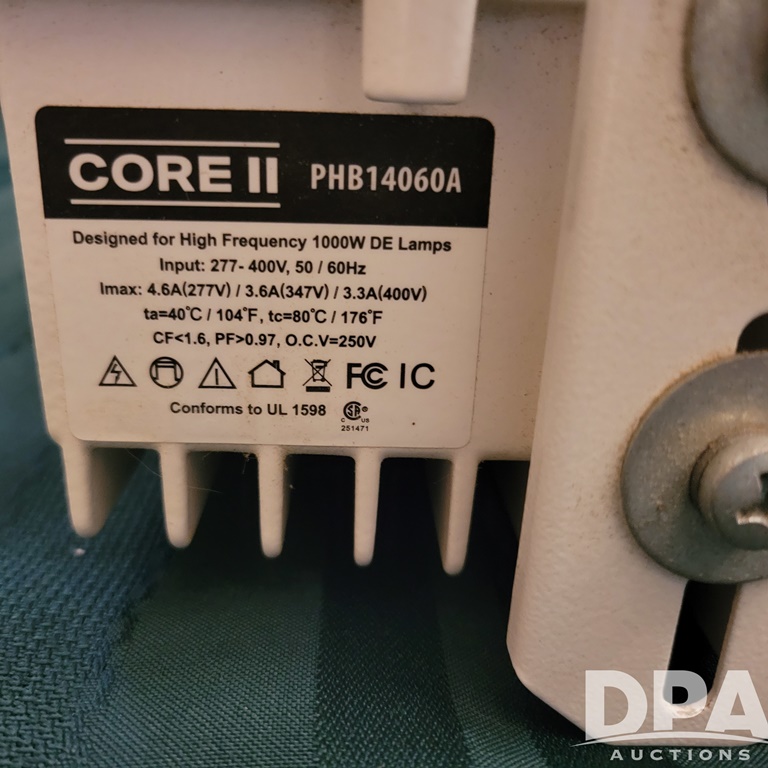 CORE II PHB14060A
Designed for High Frequency 1000W DE Lamps
Input: 277- 400V, 50 / 60Hz
Imax: 4.6A(277V) / 3.6A(347V) / 3.3A(400V)
ta=40°C / 104°F, tc=80°C / 176°F
CF<1.6, PF>0.97, O.C.V=250V
FC IC
Conforms to UL 1598 C SA ® US
251471
DPA
AUCTIONS